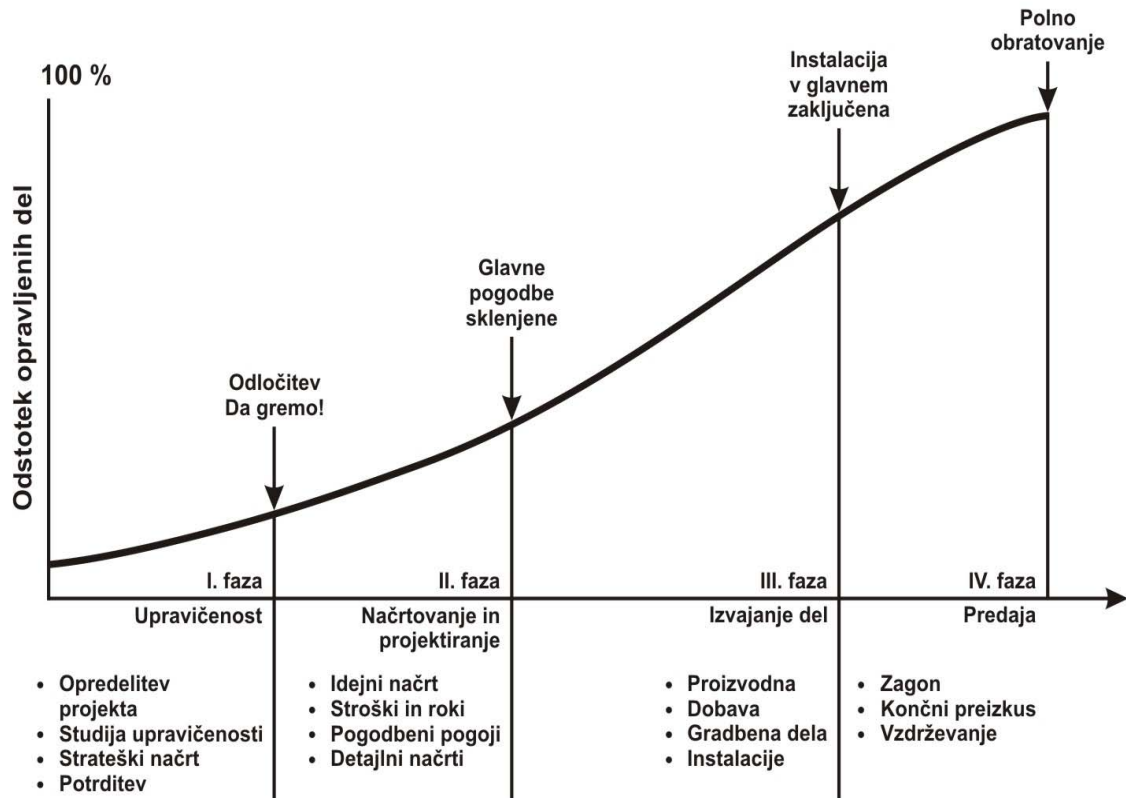 100 %
Odstotek opravljenih del
Odločitev
Da gremo!
Glavne
pogodbe
sklenjene
Instalacija
v glavnem
zaključena
Polno
obratovanje
I. faza
II. faza
III. faza
IV. faza
Upravičenost
Načrtovanje in
projektiranje
Izvajanje del
Predaja
• Opredelitev
projekta
• Studija upravičenosti
• Strateški načrt
• Potrditev
• Idejni načrt
• Stroški in roki
• Pogodbeni pogoji
• Detajlni načrti
• Proizvodna
• Dobava
• Gradbena dela
• Instalacije
• Zagon
• Končni preizkus
• Vzdrževanje